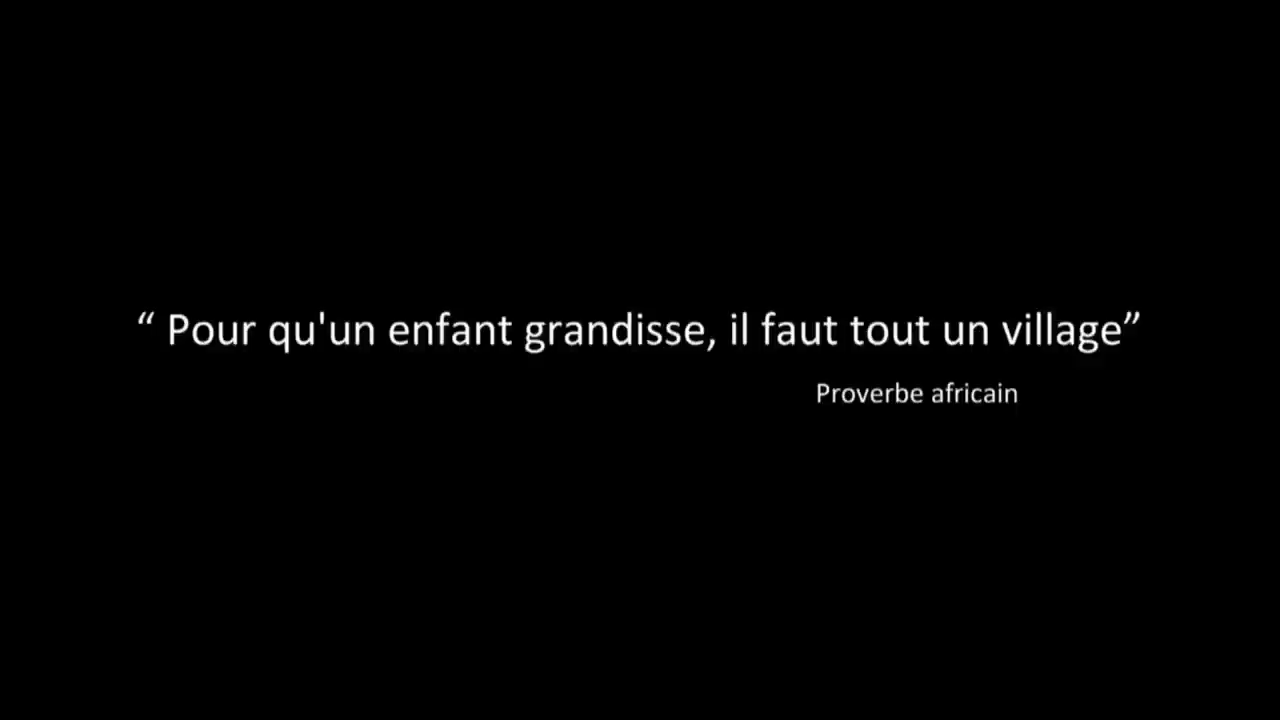 “ Pour qu'un enfant grandisse, il faut tout un village”
Proverbe africain